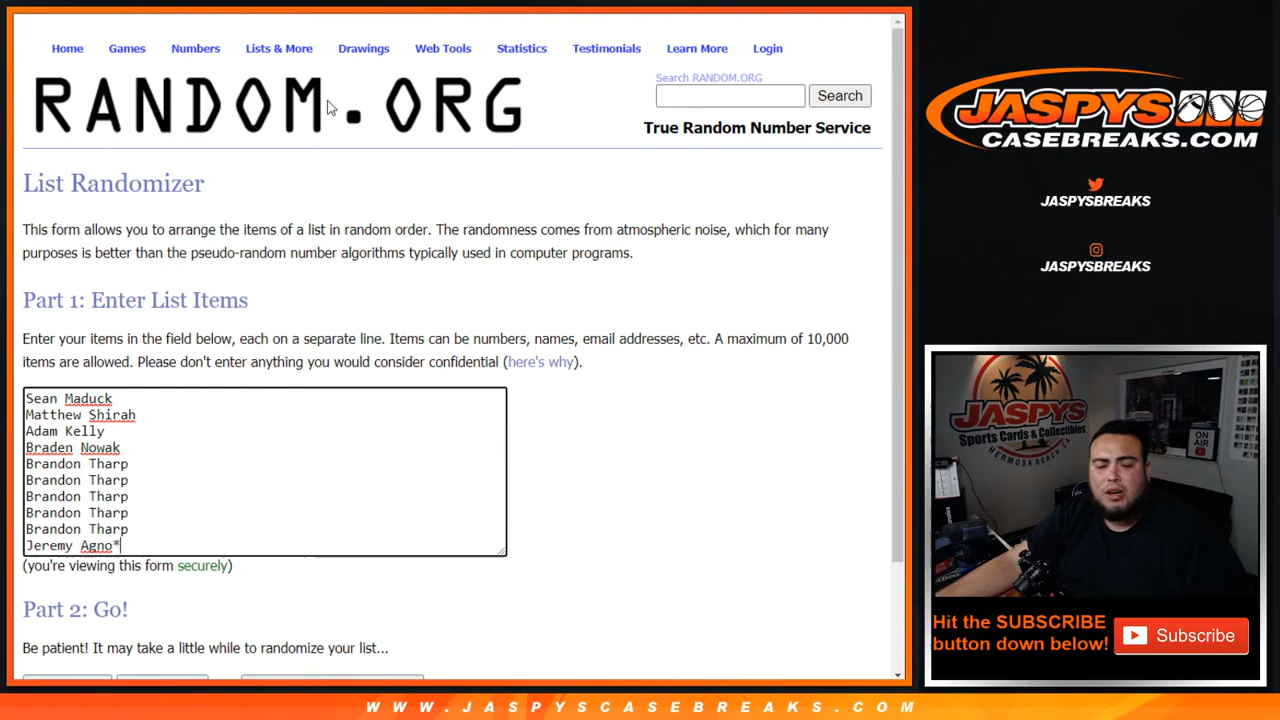 Home Games Numbers Lists & More Drawings Web Tools Statistics Testimonials Learn More Login
RANDOM.ORG
Search RANDOM.ORG
Search
True Random Number Service
List Randomizer
This form allows you to arrange the items of a list in random order. The randomness comes from atmospheric noise, which for many
purposes is better than the pseudo-random number algorithms typically used in computer programs.
Part 1: Enter List Items
Enter your items in the field below, each on a separate line. Items can be numbers, names, email addresses, etc. A maximum of 10,000
items are allowed. Please don't enter anything you would consider confidential (here's why).
Sean Maduck
Matthew Shirah
Adam Kelly
Braden Nowak
Brandon Tharp
Brandon Tharp
Brandon Tharp
Brandon Tharp
Brandon Tharp
Jeremy Agno*
(you're viewing this form securely)
Part 2: Go!
Be patient! It may take a little while to randomize your list...
JASPYS
CASEBREAKS.COM
JASPYSBREAKS
JASPYSBREAKS
JASPYS
Sports Cards & Collectibles
HERMOSA BEACH, CA
ON
AIR
Hit the SUBSCRIBE
button down below!
Subscribe
WWW.JASPYSCASEBREAKS.COM